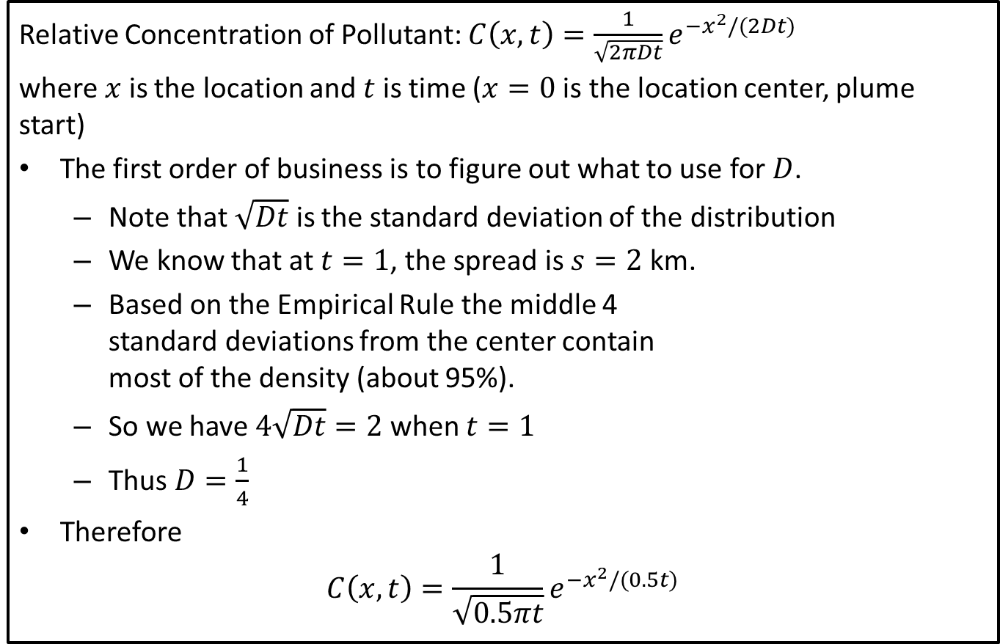 Relative Concentration of Pollutant: $C(x, t) = \frac{1}{\sqrt{2\pi Dt}} e^{-x^2/(2Dt)}$
where $x$ is the location and $t$ is time ($x = 0$ is the location center, plume
start)
• The first order of business is to figure out what to use for $D$.
– Note that $\sqrt{Dt}$ is the standard deviation of the distribution
– We know that at $t = 1$, the spread is $s = 2$ km.
– Based on the Empirical Rule the middle 4
standard deviations from the center contain
most of the density (about 95%).
– So we have $4\sqrt{Dt} = 2$ when $t = 1$
– Thus $D = \frac{1}{4}$
• Therefore
$C(x, t) = \frac{1}{\sqrt{0.5\pi t}} e^{-x^2/(0.5t)}$